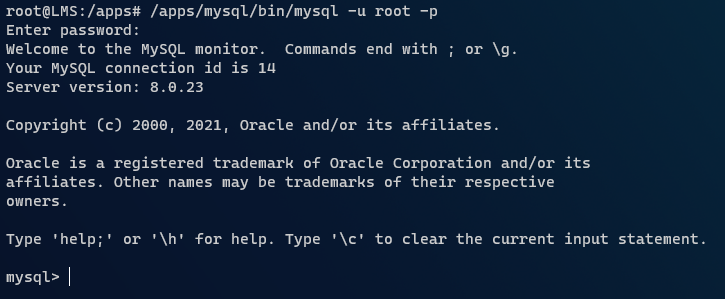 root@LMS:/apps# /apps/mysql/bin/mysql -u root -p
Enter password:
Welcome to the MySQL monitor.  Commands end with ; or \g.
Your MySQL connection id is 14
Server version: 8.0.23
Copyright (c) 2000, 2021, Oracle and/or its affiliates.
Oracle is a registered trademark of Oracle Corporation and/or its
affiliates. Other names may be trademarks of their respective
owners.
Type 'help;' or '\h' for help. Type '\c' to clear the current input statement.
mysql>